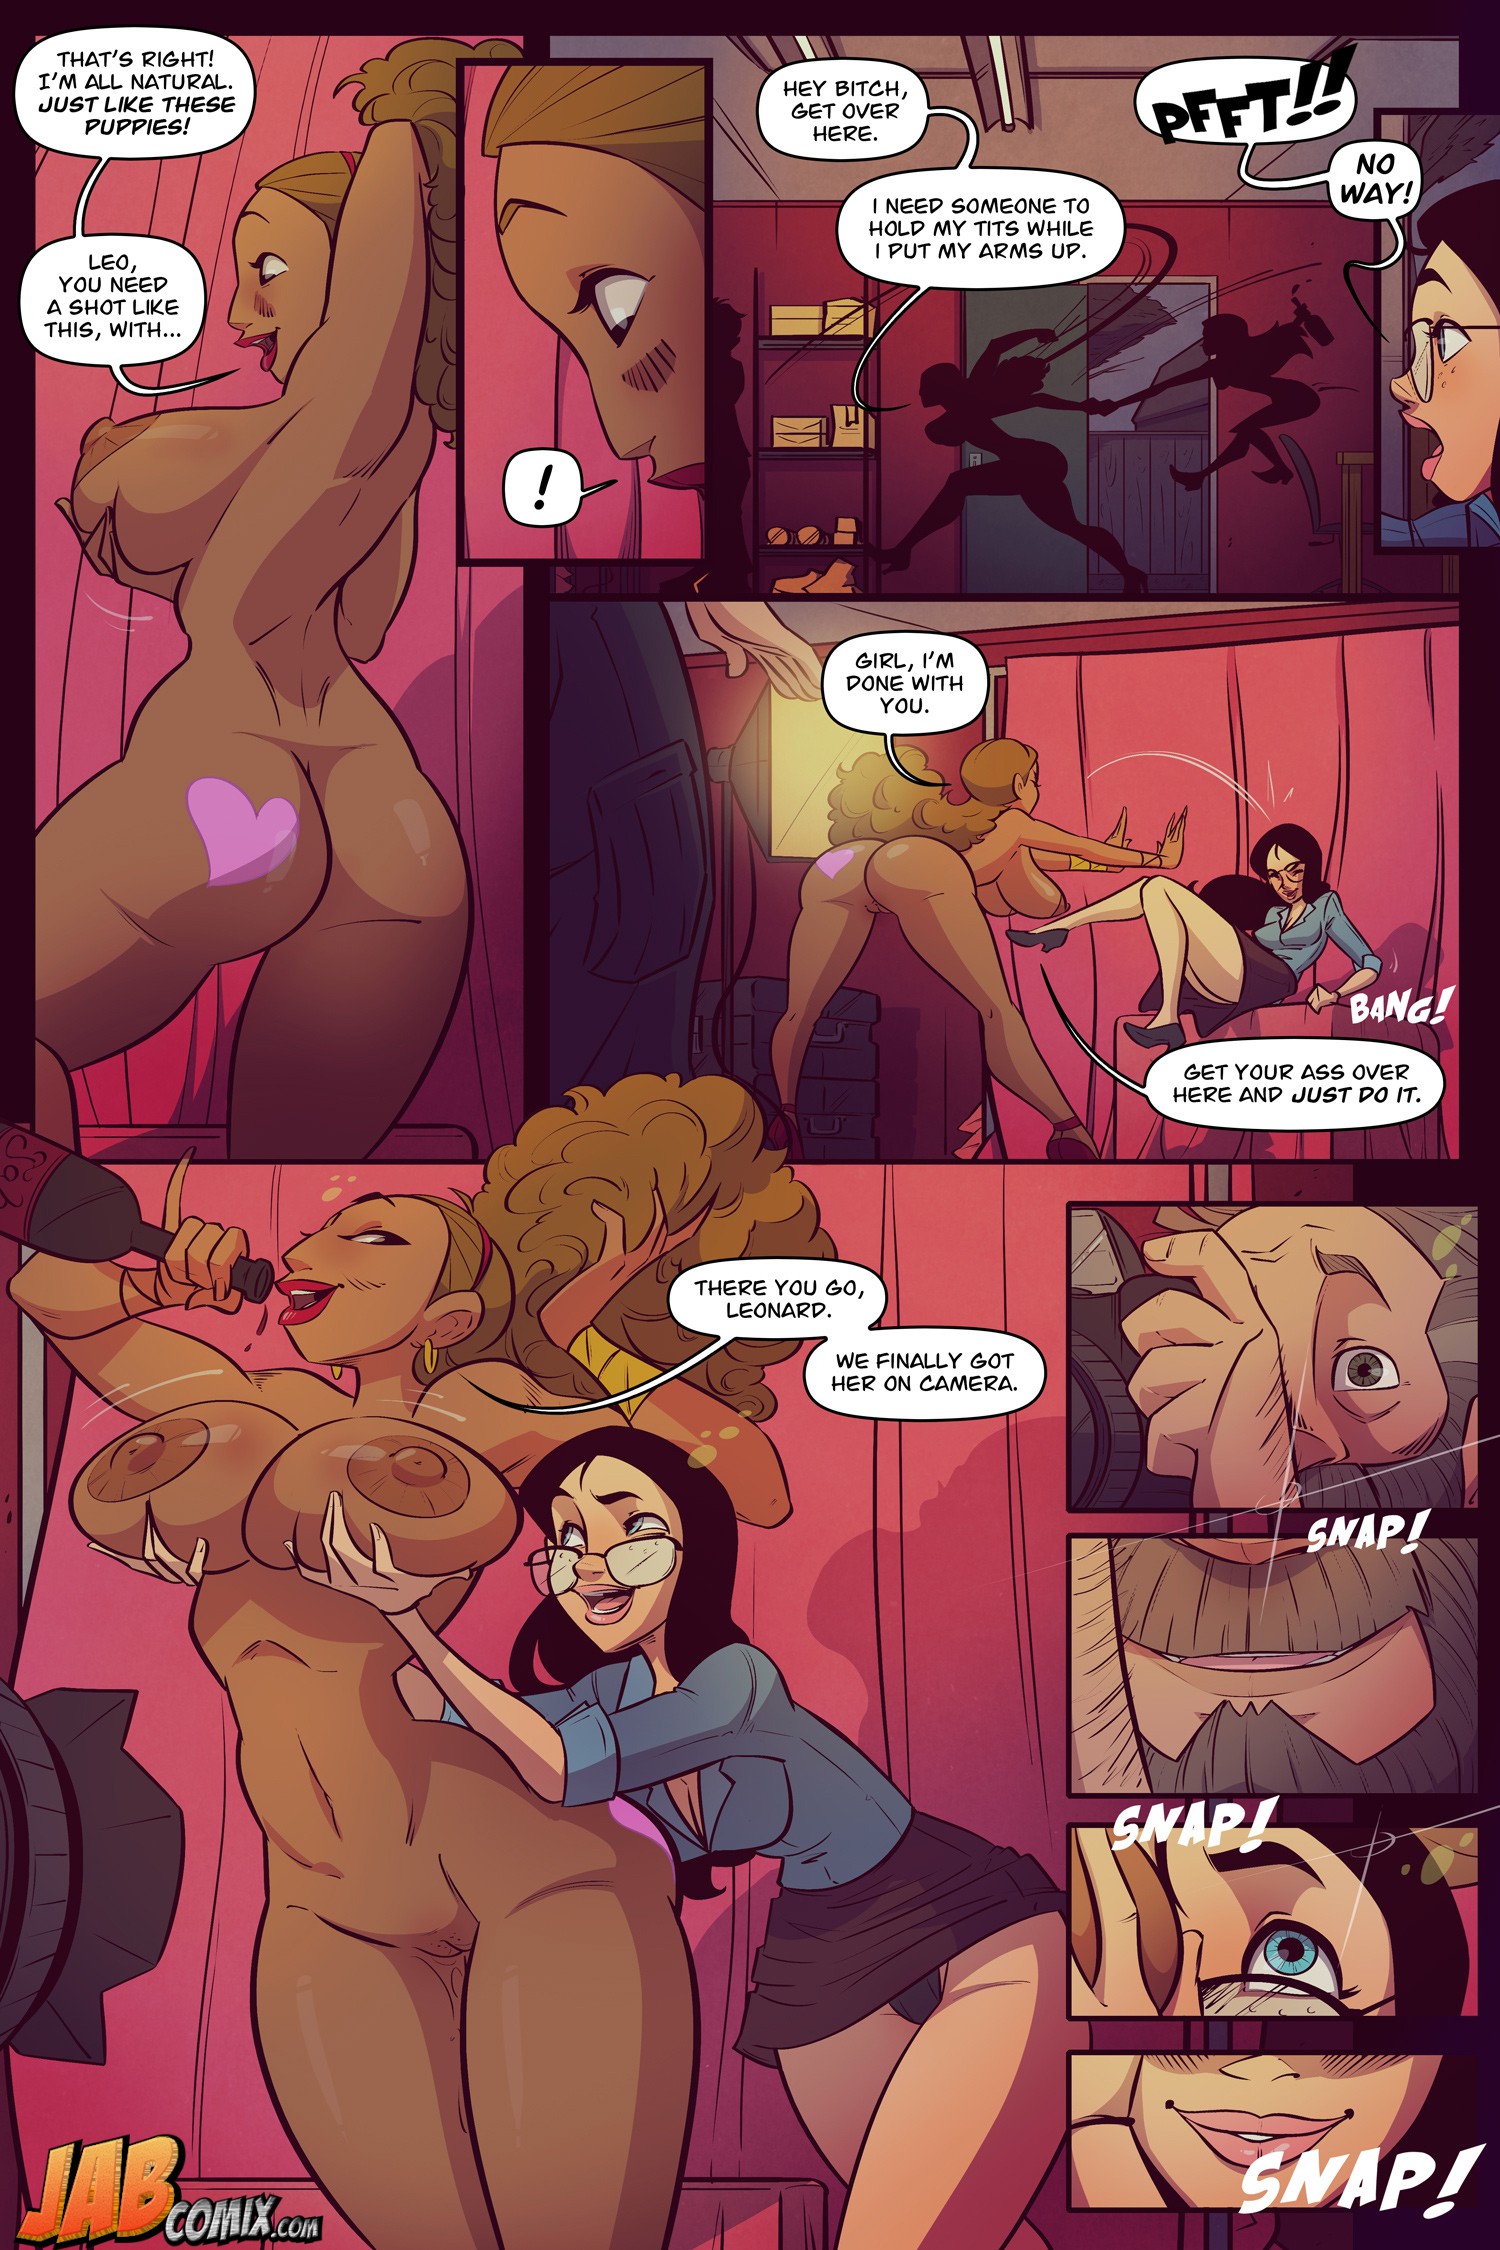 THAT'S RIGHT!
I'M ALL NATURAL.
JUST LIKE THESE
PUPPIES!
LEO,
YOU NEED
A SHOT LIKE
THIS, WITH...
!
HEY BITCH,
GET OVER
HERE.
I NEED SOMEONE TO
HOLD MY TITS WHILE
I PUT MY ARMS UP.
PFFT!!
NO
WAY!
GIRL, I'M
DONE WITH
YOU.
BANG!
GET YOUR ASS OVER
HERE AND JUST DO IT.
THERE YOU GO,
LEONARD.
WE FINALLY GOT
HER ON CAMERA.
SNAP!
SNAP!
SNAP!
JAB
COMIX.COM